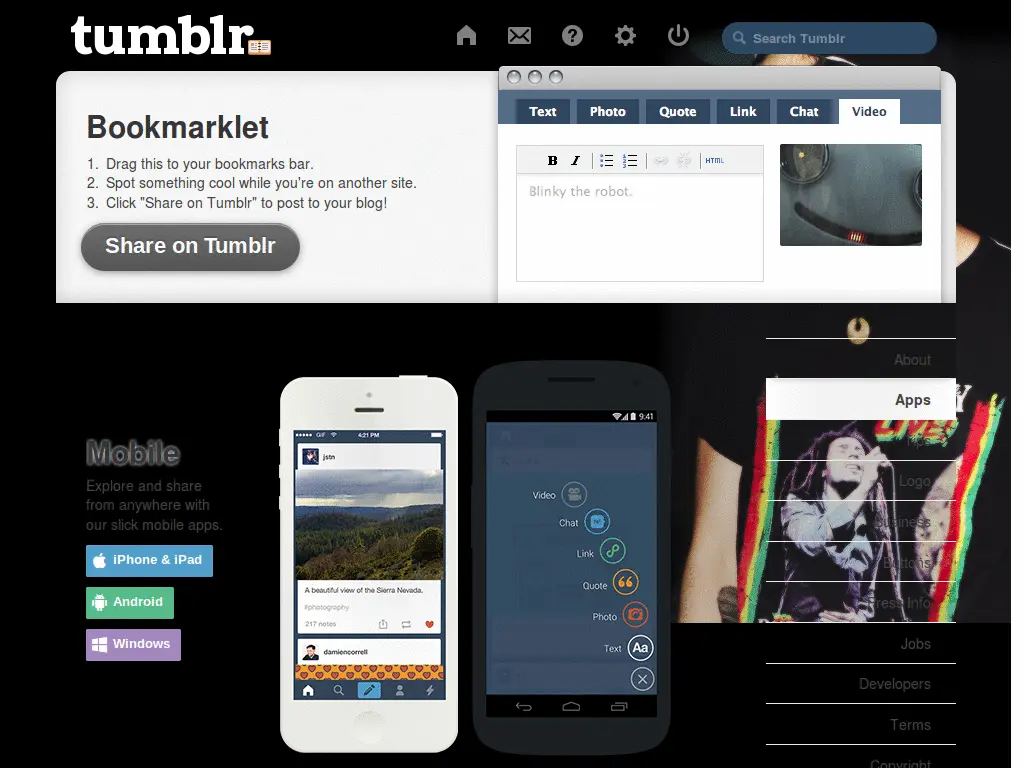 tumblr.
Search Tumblr
Bookmarklet
1. Drag this to your bookmarks bar.
2. Spot something cool while you're on another site.
3. Click "Share on Tumblr" to post to your blog!
Share on Tumblr
Text Photo Quote Link Chat Video
B I HTML
Blinky the robot.
About
Apps
LIVE!
Logo
Business
Buttons
Press Info
Jobs
Developers
Terms
Copyright
Mobile
Explore and share
from anywhere with
our slick mobile apps.
iPhone & iPad
Android
Windows
GIF 4:21 PM
jstn
A beautiful view of the Sierra Nevada.
#photography
217 notes
damiencorrell
9:41
Video
Chat
Link
Quote
Photo
Text Aa